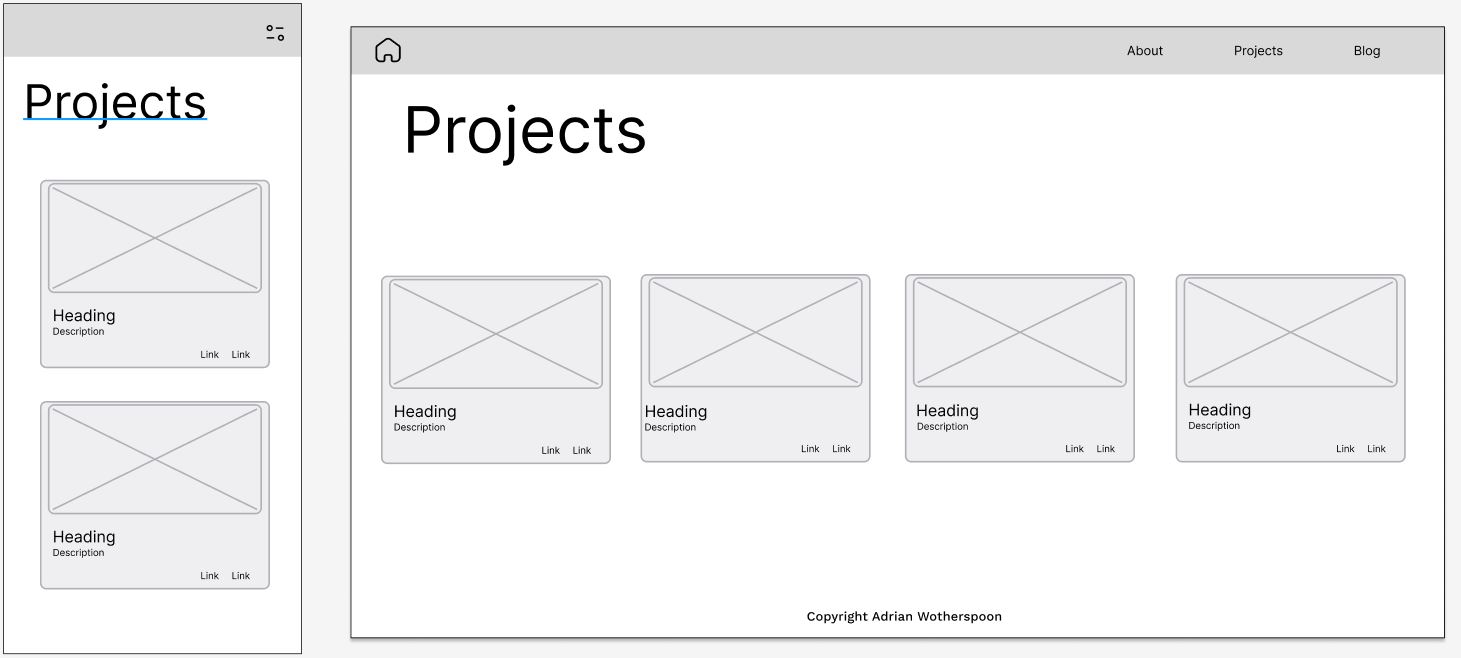 Projects
Heading
Description
Link Link
Heading
Description
Link Link
About Projects Blog
Projects
Heading
Description
Link Link
Heading
Description
Link Link
Heading
Description
Link Link
Heading
Description
Link Link
Copyright Adrian Wotherspoon